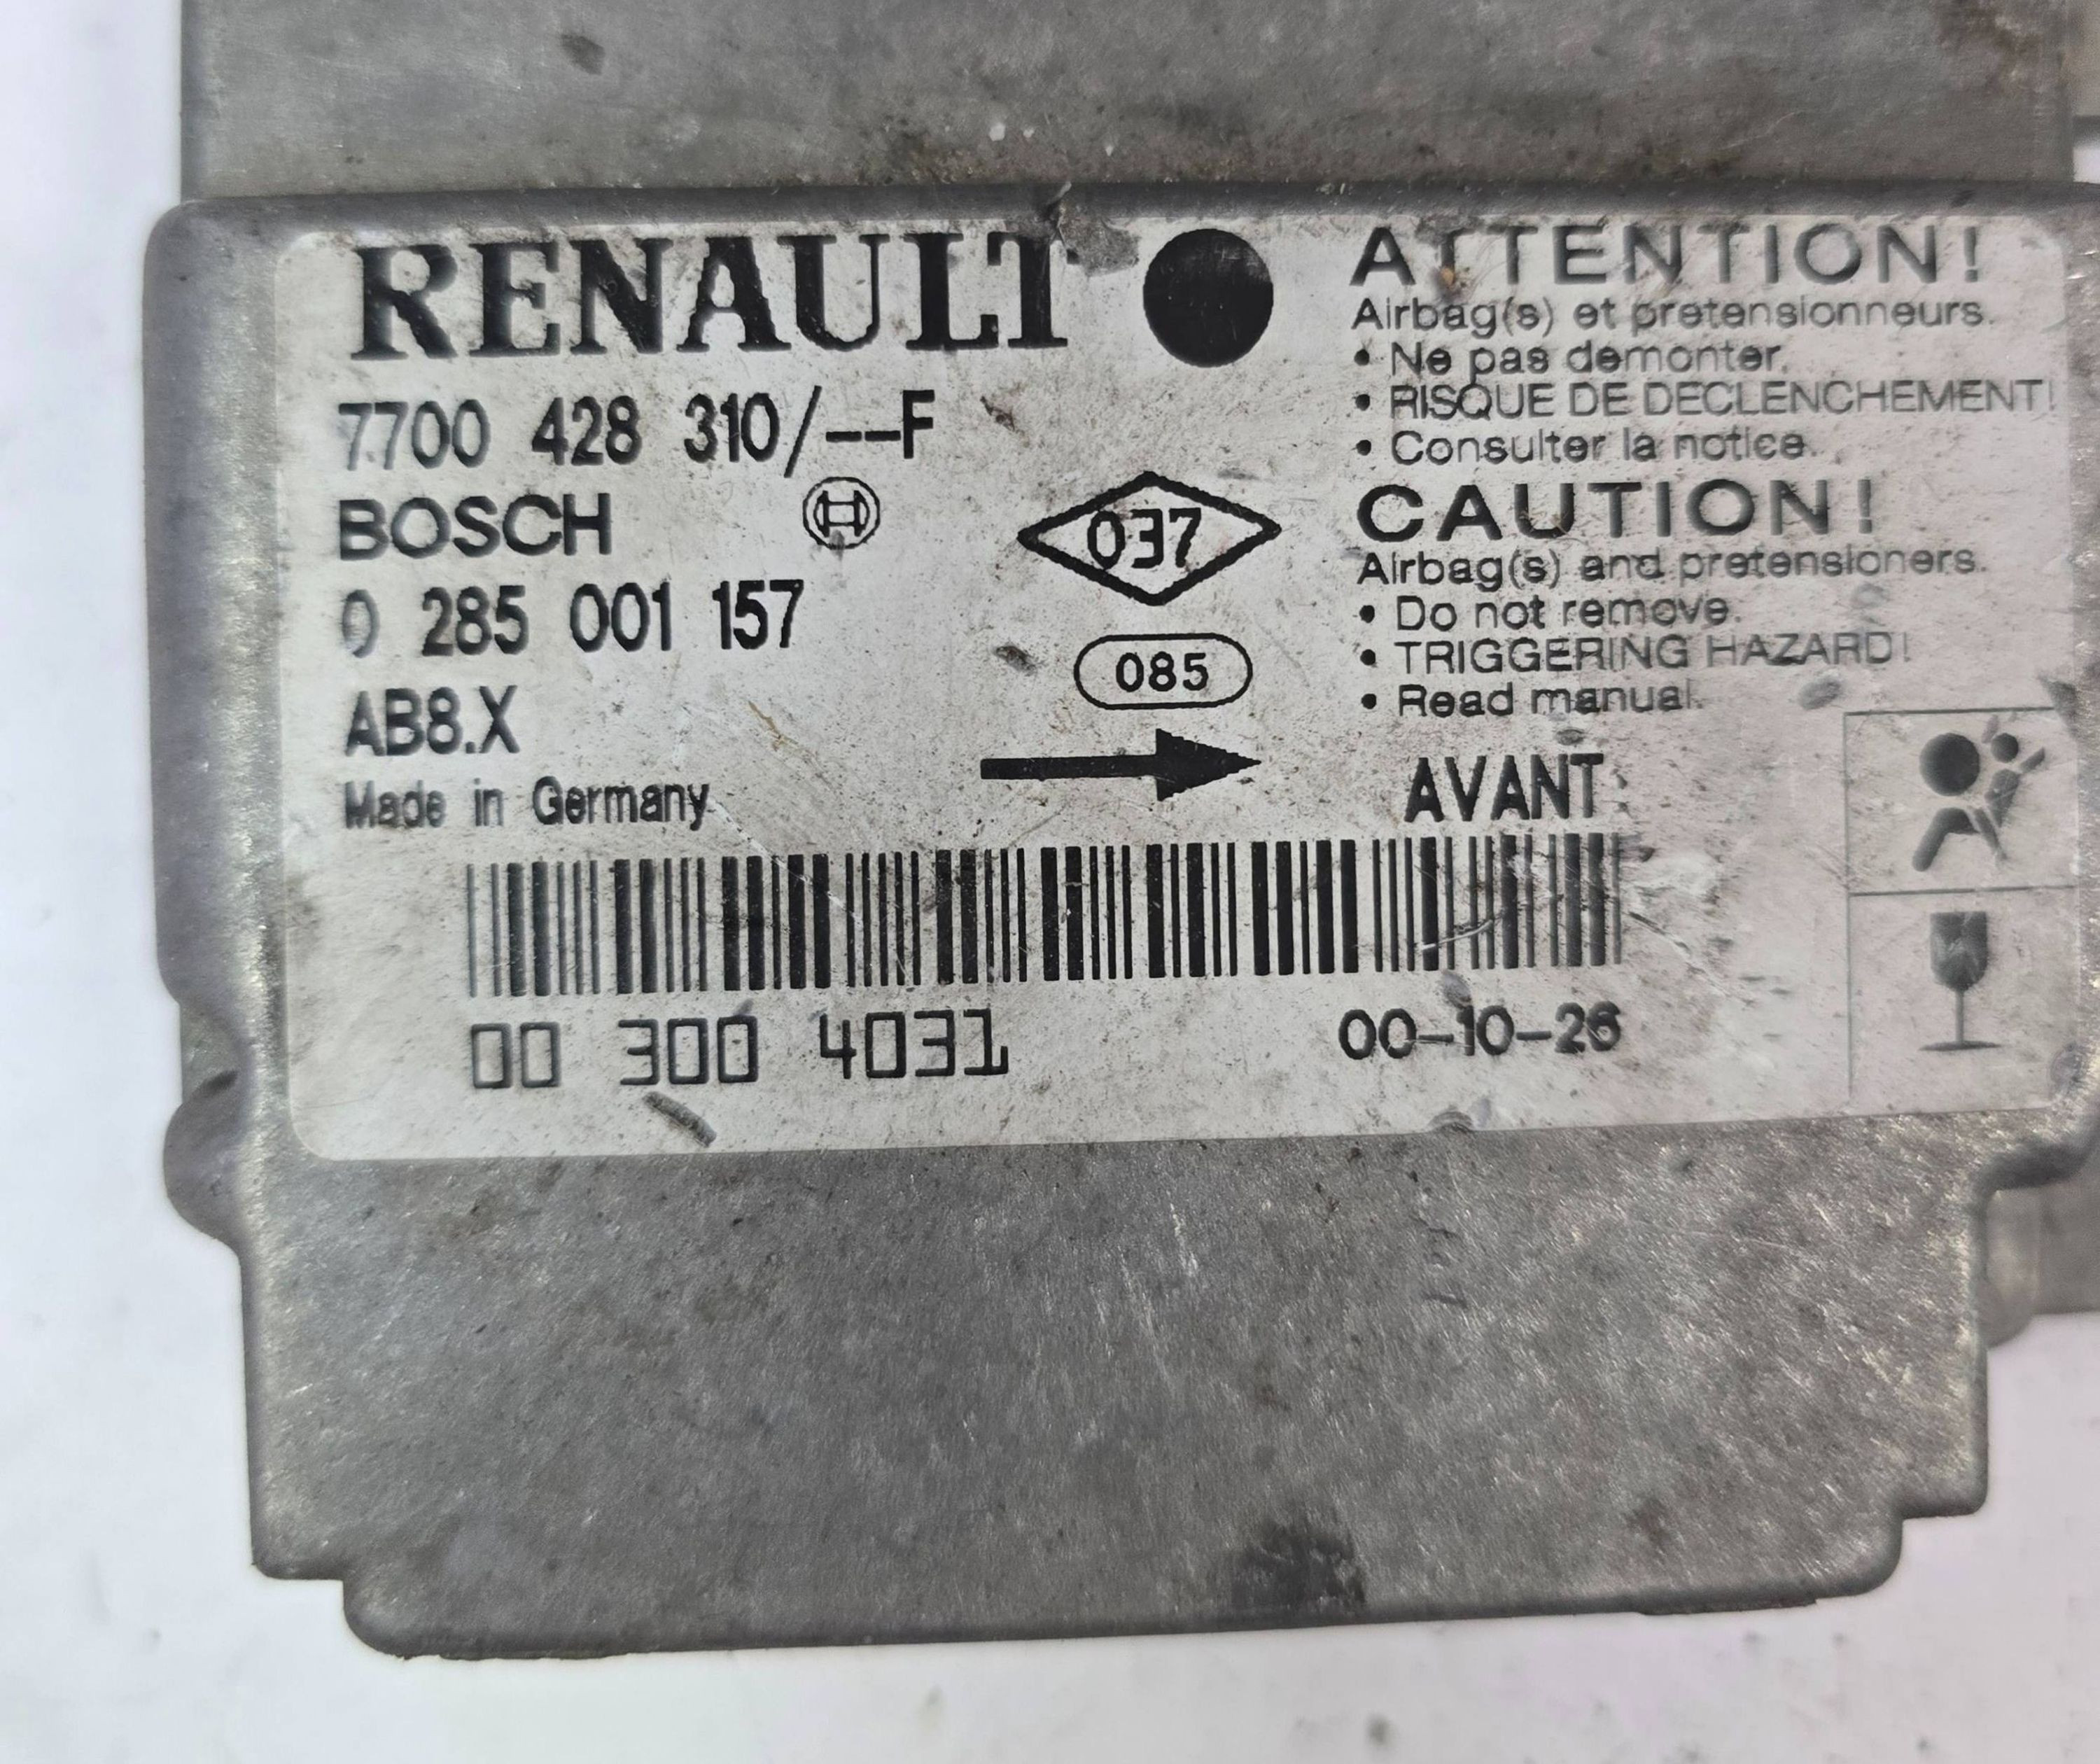 RENAULT
7700 428 310/--F
BOSCH
0 285 001 157
AB8.X
Made in Germany
037
085
ATTENTION!
Airbag(s) et pretensionneurs.
• Ne pas demonter.
• RISQUE DE DECLENCHEMENT!
• Consulter la notice.
CAUTION!
Airbag(s) and pretensioners.
• Do not remove.
• TRIGGERING HAZARD!
• Read manual.
AVANT
00 300 4031
00-10-26